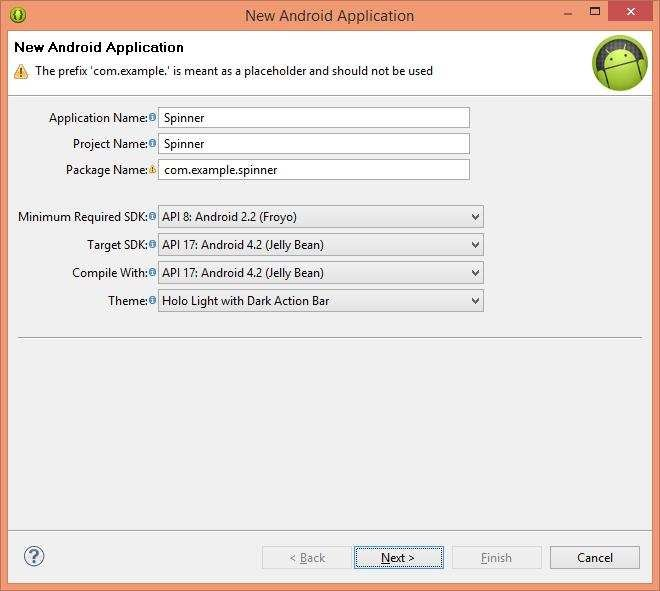 New Android Application
New Android Application
The prefix 'com.example.' is meant as a placeholder and should not be used
Application Name: Spinner
Project Name: Spinner
Package Name: com.example.spinner
Minimum Required SDK: API 8: Android 2.2 (Froyo)
Target SDK: API 17: Android 4.2 (Jelly Bean)
Compile With: API 17: Android 4.2 (Jelly Bean)
Theme: Holo Light with Dark Action Bar
? < Back Next > Finish Cancel